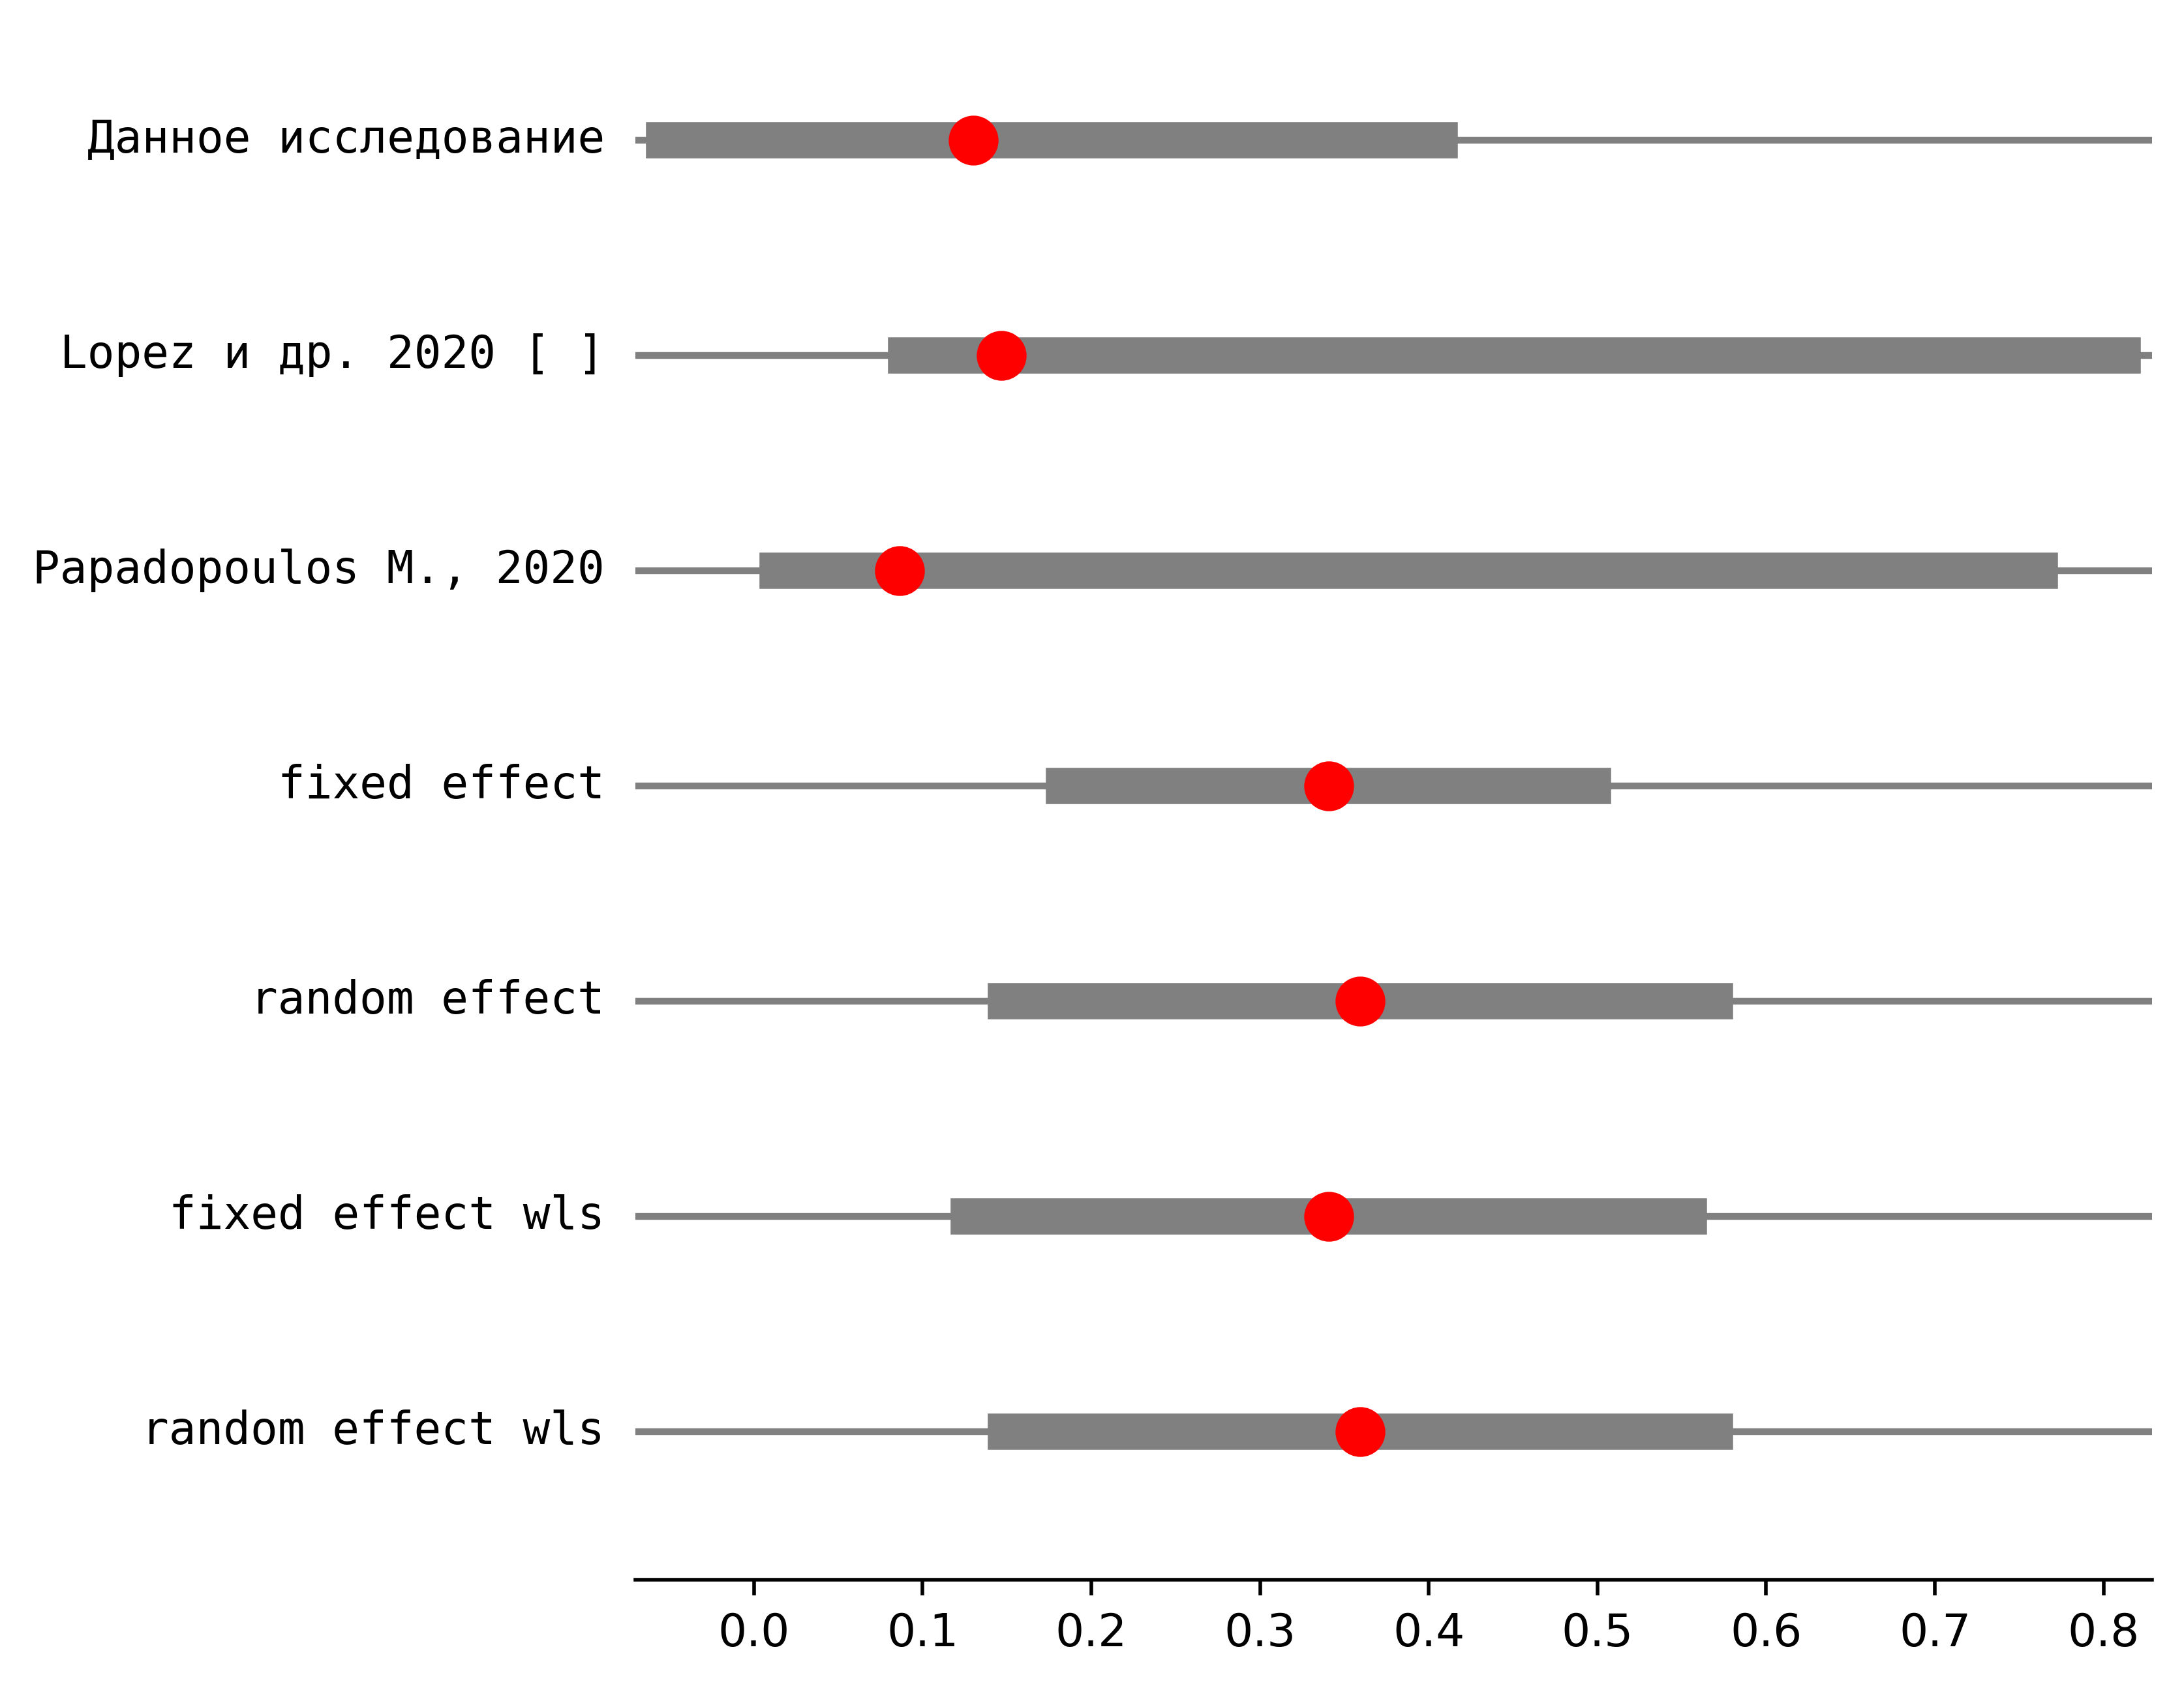 Данное исследование
Lopez и др. 2020 [ ]
Papadopoulos M., 2020
fixed effect
random effect
fixed effect wls
random effect wls
0.0 0.1 0.2 0.3 0.4 0.5 0.6 0.7 0.8